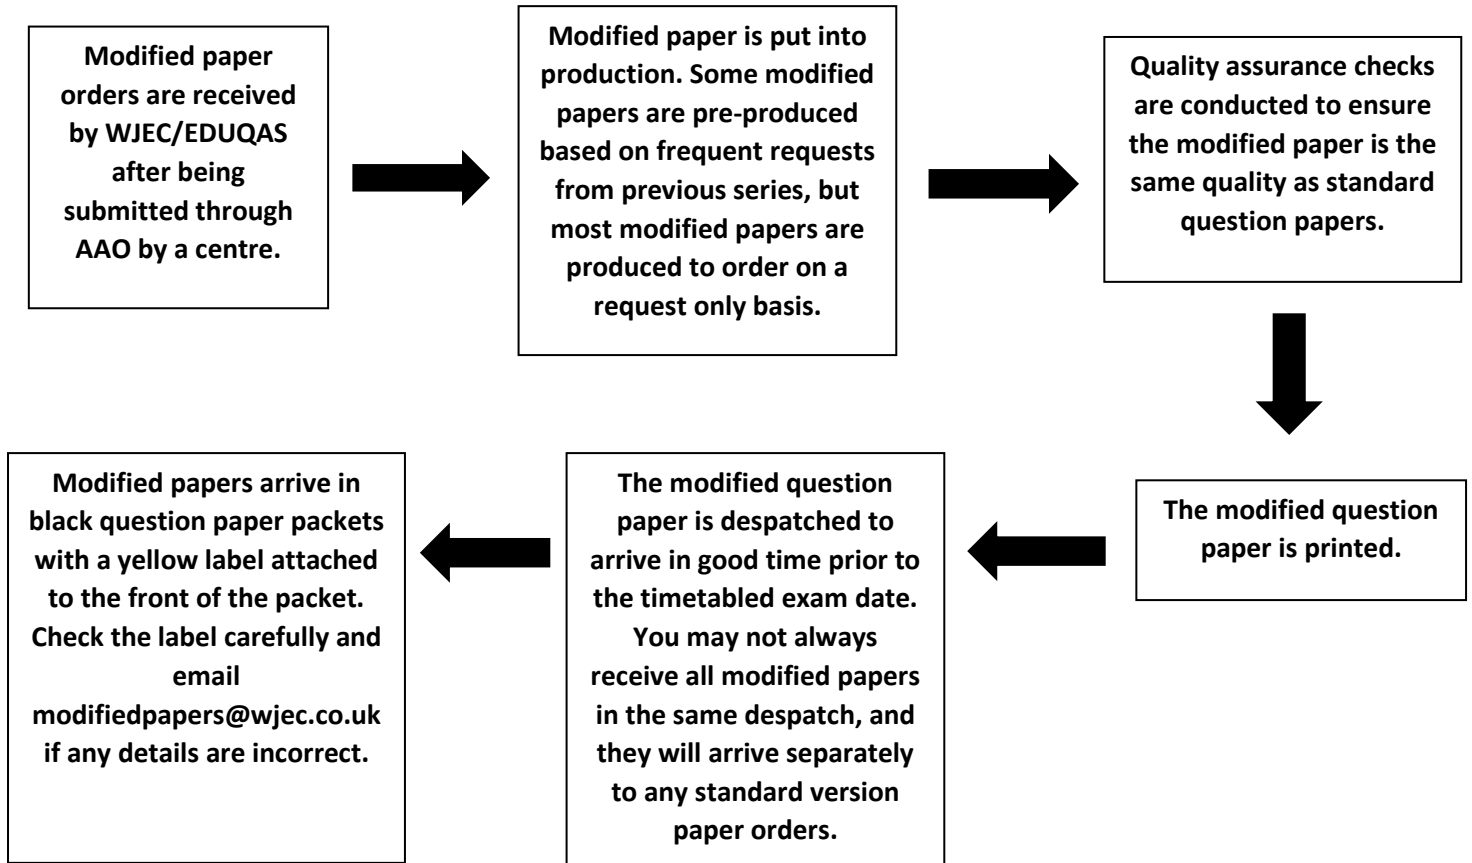 Modified paper
orders are received
by WJEC/EDUQAS
after being
submitted through
AAO by a centre.
Modified paper is put into
production. Some modified
papers are pre-produced
based on frequent requests
from previous series, but
most modified papers are
produced to order on a
request only basis.
Quality assurance checks
are conducted to ensure
the modified paper is the
same quality as standard
question papers.
The modified question
paper is printed.
The modified question
paper is despatched to
arrive in good time prior to
the timetabled exam date.
You may not always
receive all modified papers
in the same despatch, and
they will arrive separately
to any standard version
paper orders.
Modified papers arrive in
black question paper packets
with a yellow label attached
to the front of the packet.
Check the label carefully and
email
modifiedpapers@wjec.co.uk
if any details are incorrect.